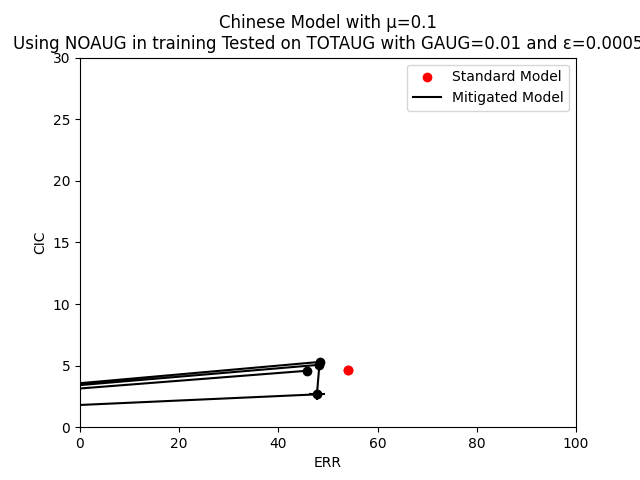 Chinese Model with μ=0.1
Using NOAUG in training Tested on TOTAUG with GAUG=0.01 and ε=0.0005
Standard Model
Mitigated Model
30
25
20
15
10
5
0
CIC
0 20 40 60 80 100
ERR